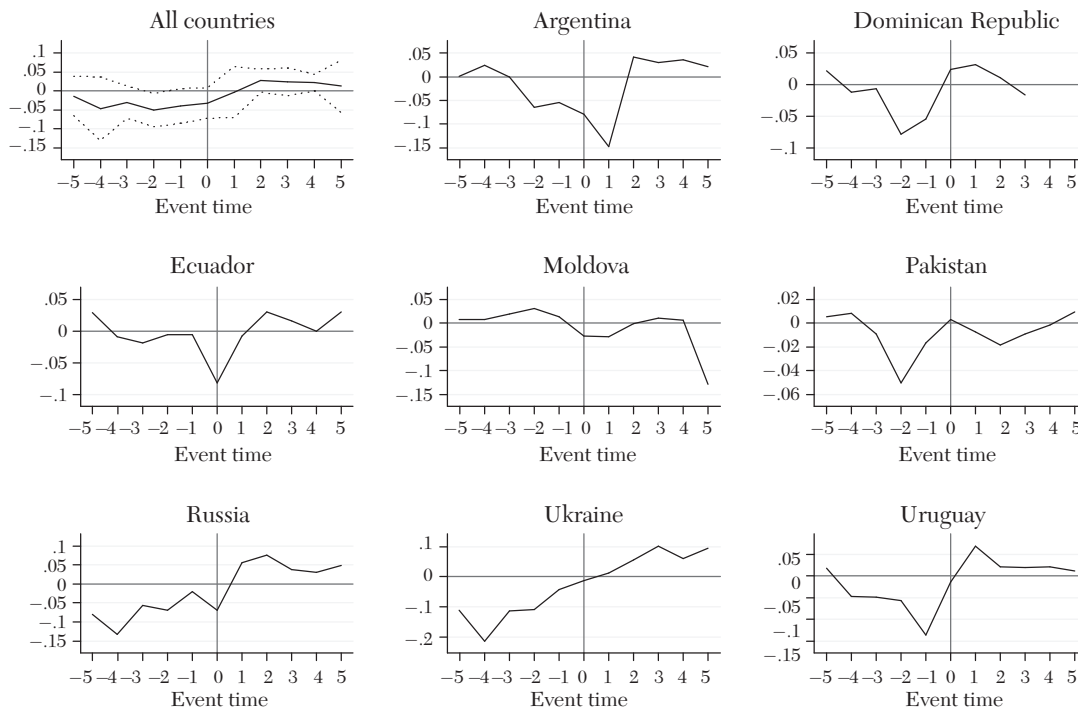 All countries
.1
.05
0
−.05
−.1
−.15
−5 −4 −3 −2 −1 0 1 2 3 4 5
Event time
Argentina
.05
0
−.05
−.1
−.15
−5 −4 −3 −2 −1 0 1 2 3 4 5
Event time
Dominican Republic
.05
0
−.05
−.1
−5 −4 −3 −2 −1 0 1 2 3 4 5
Event time
Ecuador
.05
0
−.05
−.1
−5 −4 −3 −2 −1 0 1 2 3 4 5
Event time
Moldova
.05
0
−.05
−.1
−.15
−5 −4 −3 −2 −1 0 1 2 3 4 5
Event time
Pakistan
.02
0
−.02
−.04
−.06
−5 −4 −3 −2 −1 0 1 2 3 4 5
Event time
Russia
.1
.05
0
−.05
−.1
−.15
−5 −4 −3 −2 −1 0 1 2 3 4 5
Event time
Ukraine
.1
0
−.1
−.2
−5 −4 −3 −2 −1 0 1 2 3 4 5
Event time
Uruguay
.05
0
−.05
−.1
−.15
−5 −4 −3 −2 −1 0 1 2 3 4 5
Event time